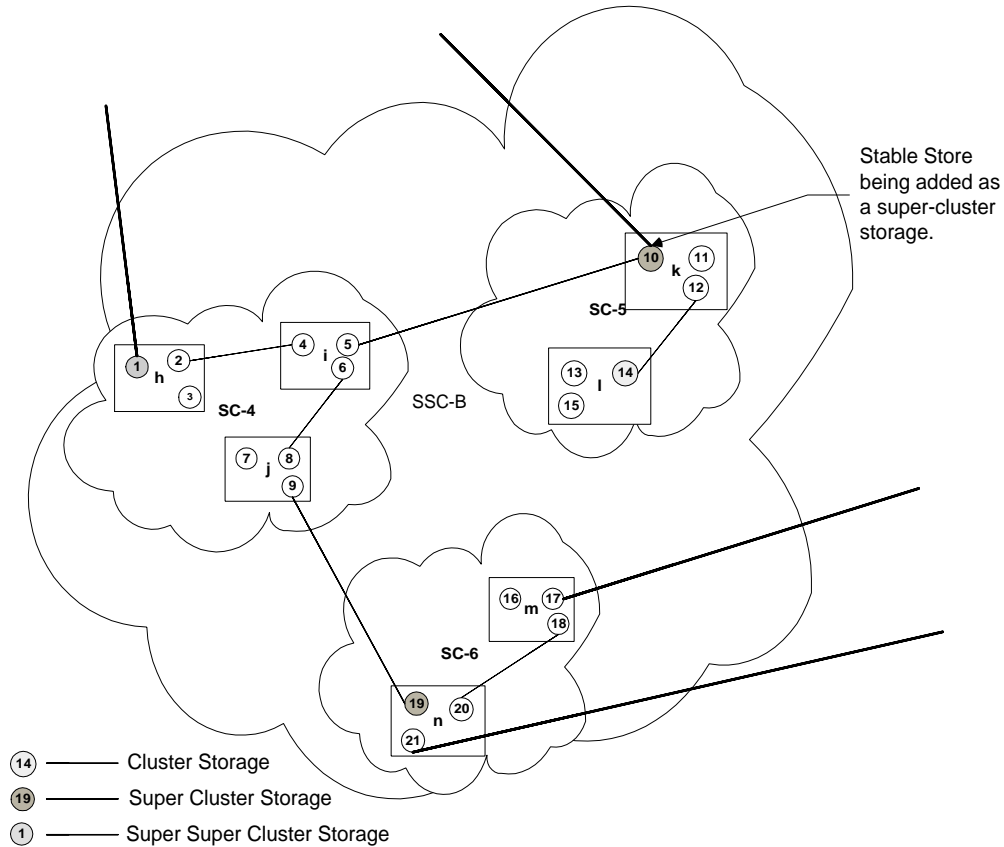 Stable Store
being added as
a super-cluster
storage.
10
11
k
12
SC-5
13
l
14
15
1
2
h
3
4
i
5
6
SC-4
SSC-B
7
j
8
9
16
m
17
18
SC-6
19
n
20
21
14 Cluster Storage
19 Super Cluster Storage
1 Super Super Cluster Storage